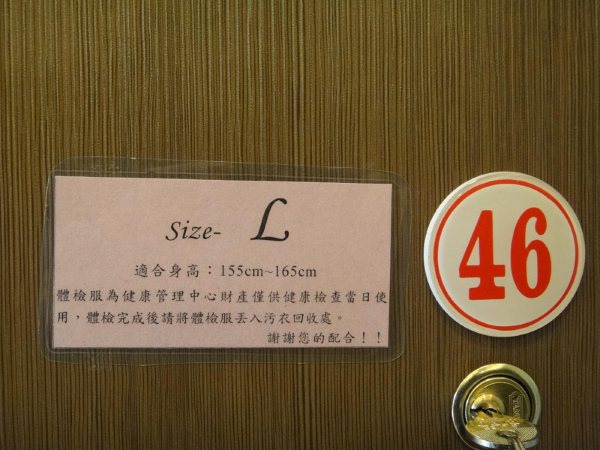 Size- L
適合身高：155cm~165cm
體檢服為健康管理中心財產僅供健康檢查當日使
用，體檢完成後請將體檢服丟入污衣回收處。
謝謝您的配合！！
46